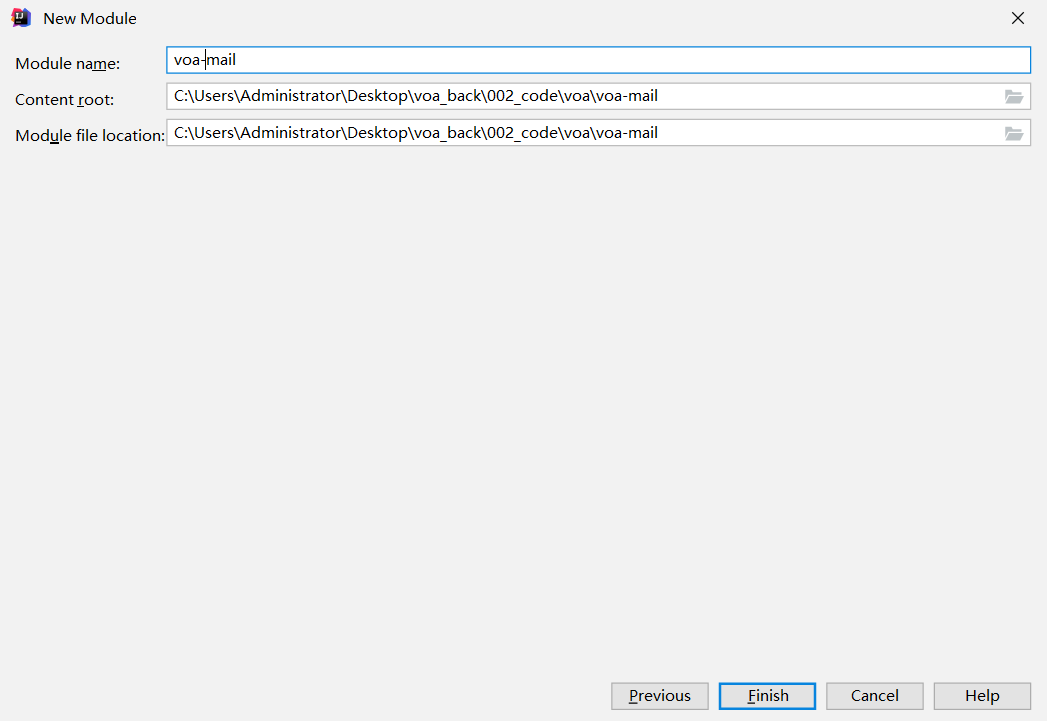 New Module
Module name: voa-mail
Content root: C:\Users\Administrator\Desktop\voa_back\002_code\voa\voa-mail
Module file location: C:\Users\Administrator\Desktop\voa_back\002_code\voa\voa-mail
Previous Finish Cancel Help